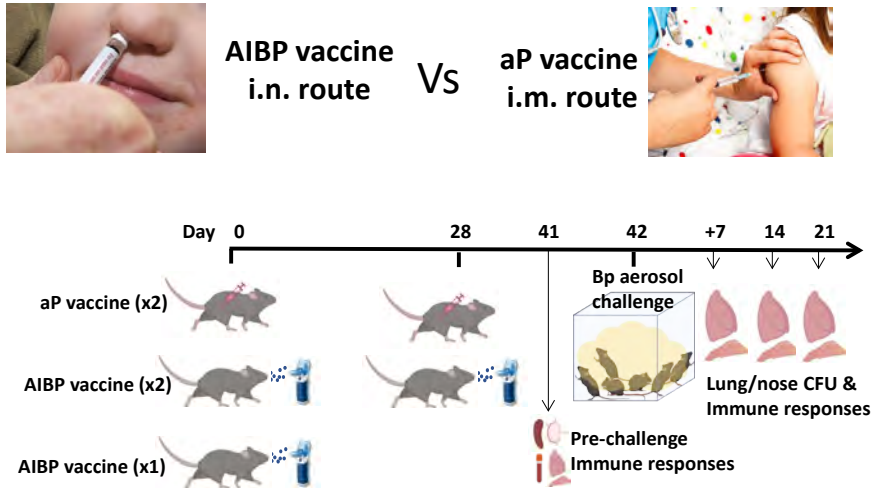 AIBP vaccine
i.n. route
Vs
aP vaccine
i.m. route
Day 0 28 41 42 +7 14 21
aP vaccine (x2)
Bp aerosol
challenge
AIBP vaccine (x2)
Lung/nose CFU &
Immune responses
AIBP vaccine (x1)
Pre-challenge
Immune responses